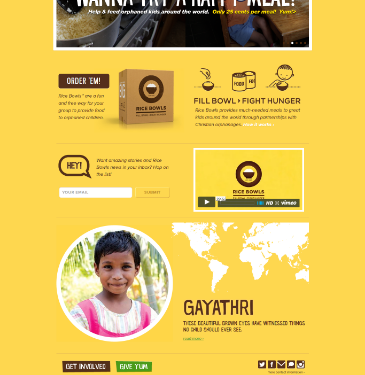 WANNA TRY A HAPPY MEAL?
Help & feed orphaned kids around the world. Only 25 cents per meal! Yum!>
ORDER 'EM!
Rice Bowls™ are a fun
and free way for your
group to provide food
to orphaned children.
RICE BOWLS
FOOD
FILL BOWL ▸ FIGHT HUNGER
Rice Bowls provides much-needed meals to great
kids around the world through partnerships with
Christian orphanages.
HEY!
Want amazing stories and Rice
Bowls news in your inbox? Hop on
the list!
YOUR EMAIL
SUBMIT
RICE BOWLS
HD vimeo
GAYATHRI
THESE BEAUTIFUL BROWN EYES HAVE WITNESSED THINGS
NO CHILD SHOULD EVER SEE.
GET INVOLVED
GIVE YUM